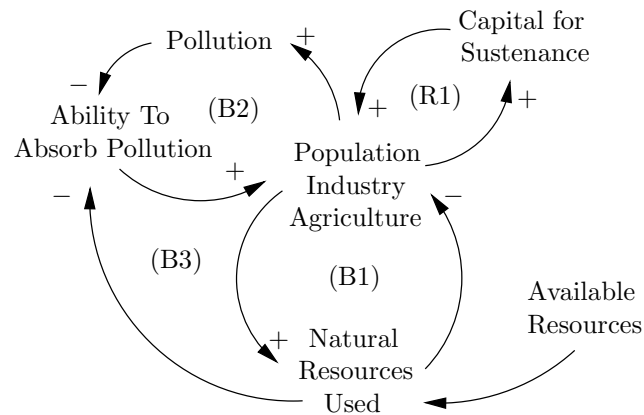 Capital for
Sustenance
Pollution
+
+
−
+
+
(B2)
(R1)
Ability To
Absorb Pollution
+
Population
Industry
Agriculture
−
−
(B3)
(B1)
Available
Resources
+
Natural
Resources
Used